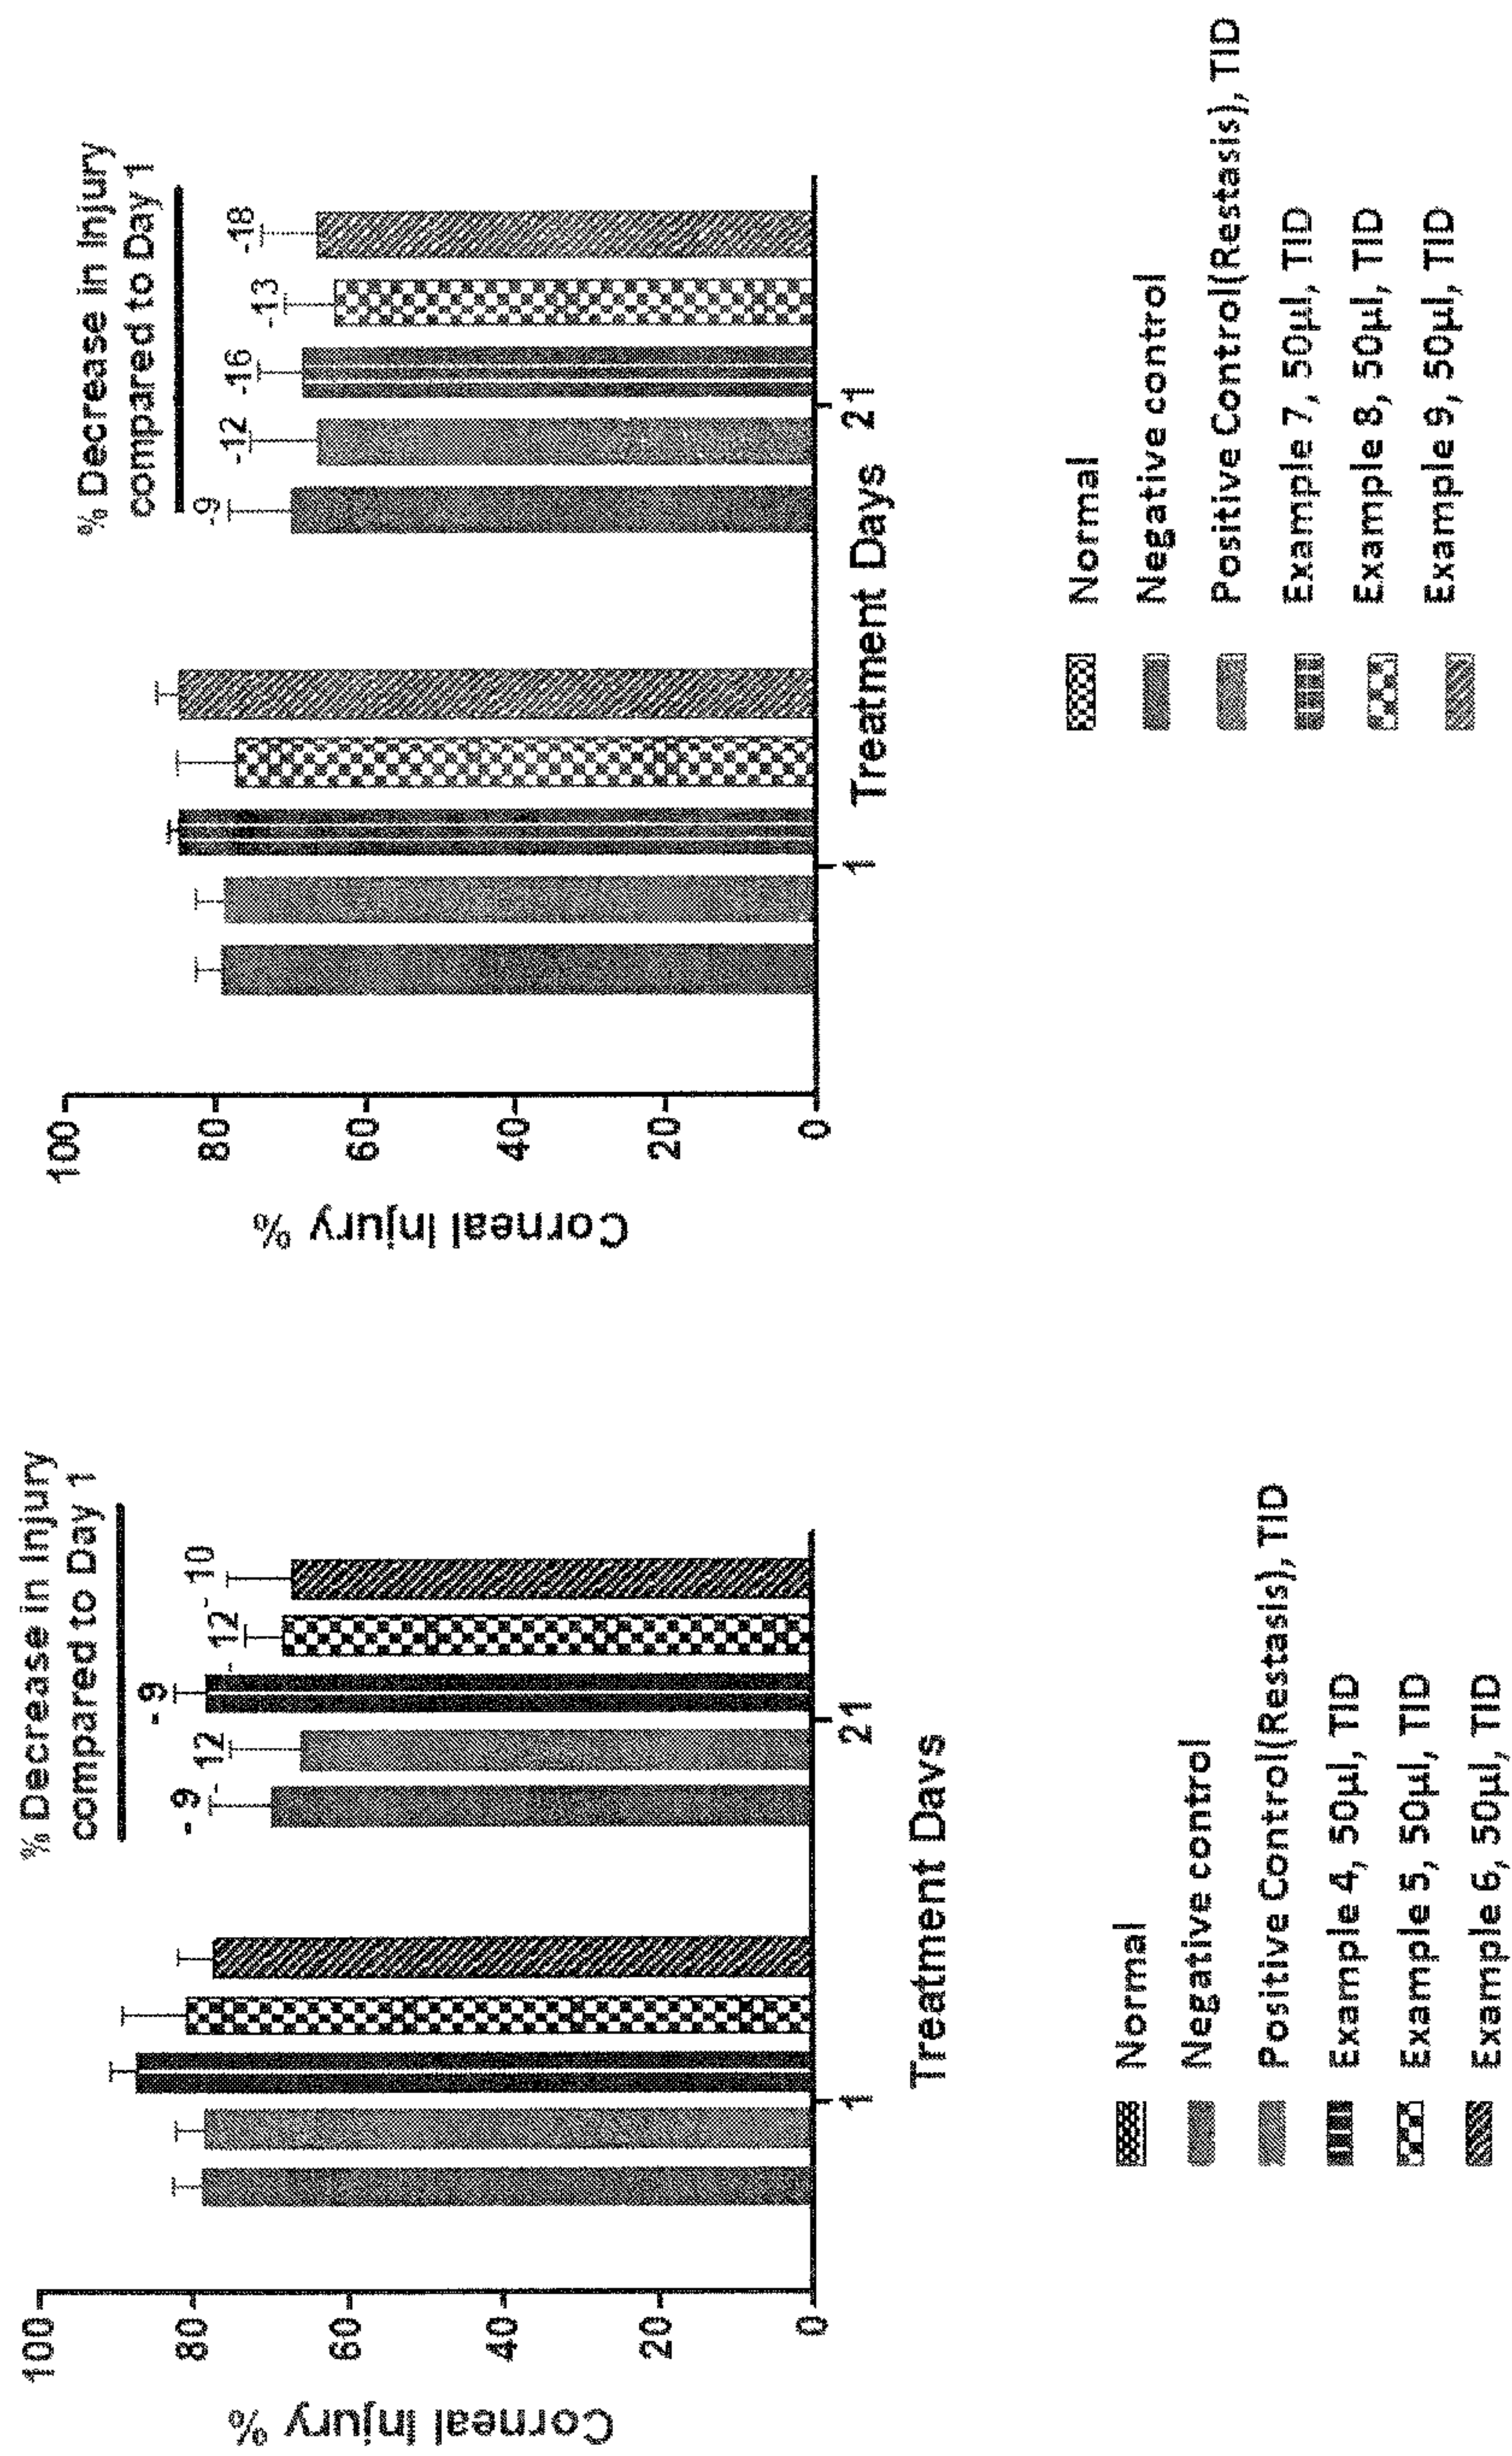 % Decrease in Injury
compared to Day 1
- 9
-
12
- 9
-
12
-
10
Corneal Injury %
100
80
60
40
20
0
1
21
Treatment Days
Normal
Negative control
Positive Control(Restasis), TID
Example 4, 50µl, TID
Example 5, 50µl, TID
Example 6, 50µl, TID
% Decrease in Injury
compared to Day 1
-9
-12
-16
-13
-18
Corneal Injury %
100
80
60
40
20
0
1
21
Treatment Days
Normal
Negative control
Positive Control(Restasis), TID
Example 7, 50µl, TID
Example 8, 50µl, TID
Example 9, 50µl, TID